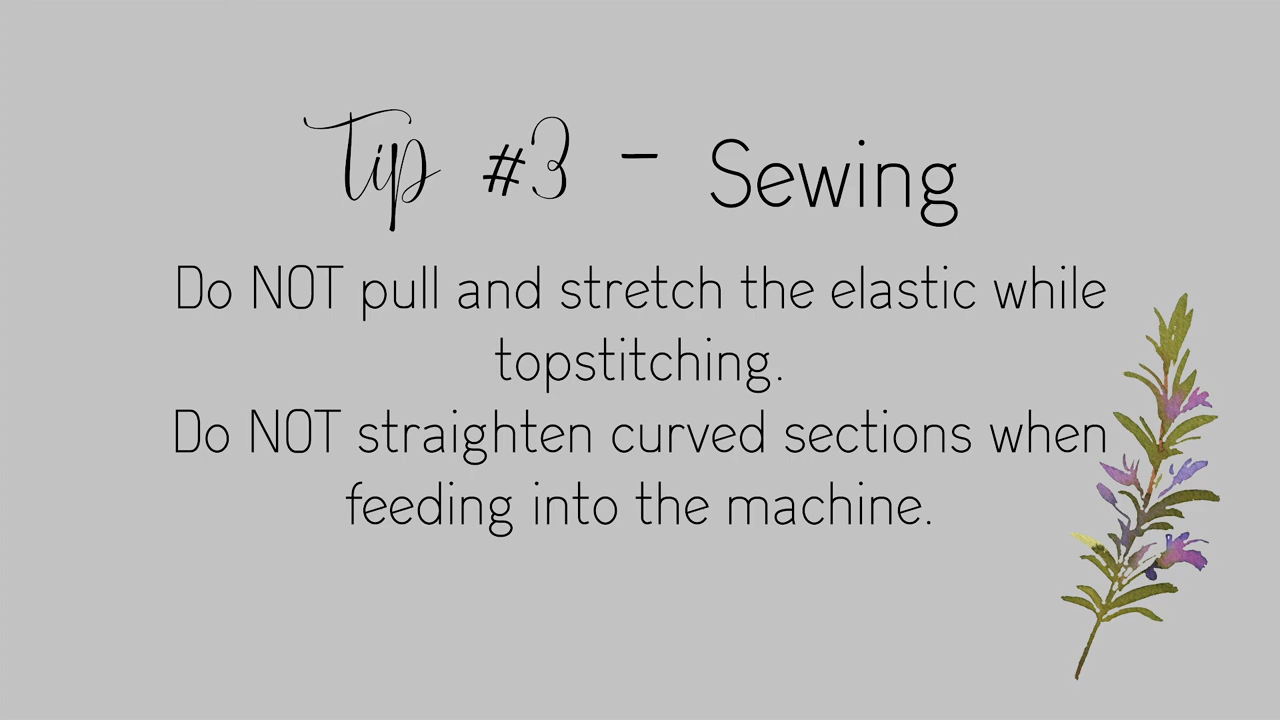 Tip #3 - Sewing
Do NOT pull and stretch the elastic while
topstitching.
Do NOT straighten curved sections when
feeding into the machine.